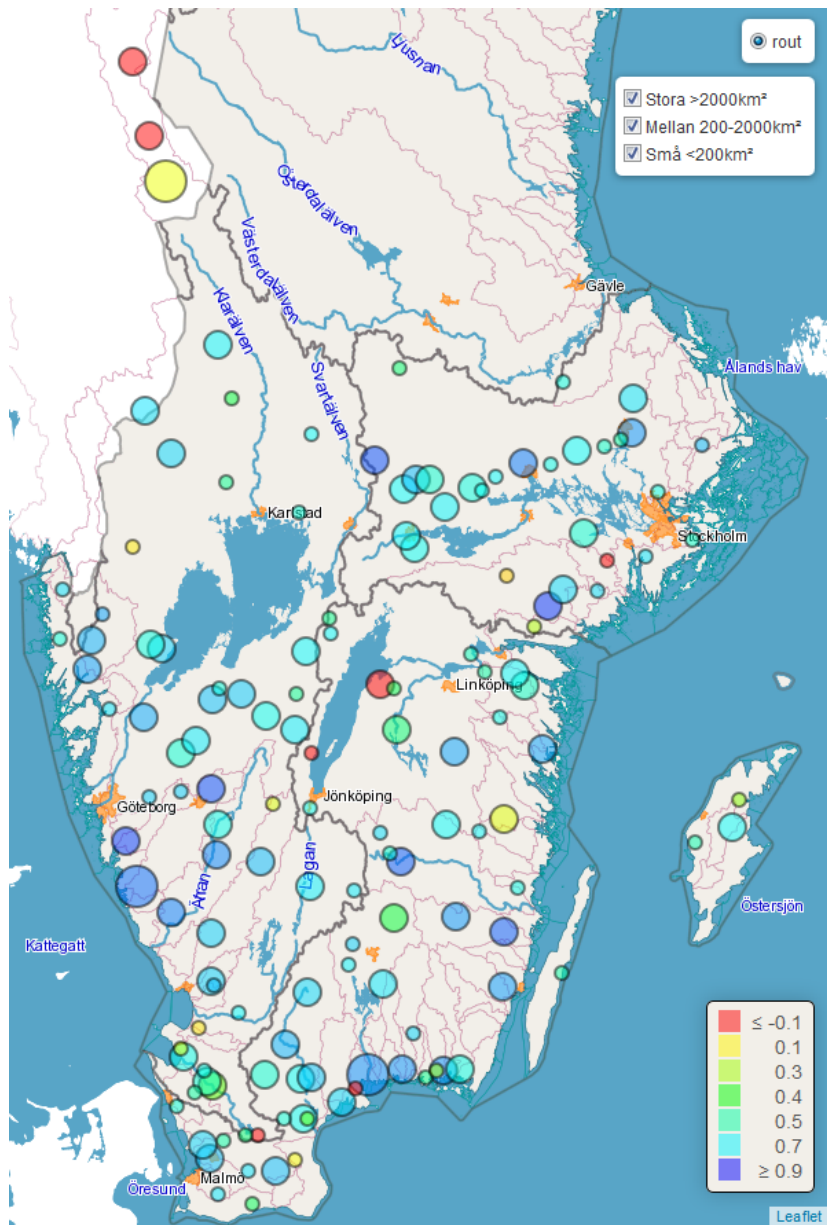 Ljusnan
rout
Stora >2000km²
Mellan 200-2000km²
Små <200km²
Österdalälven
Västerdalälven
Klarälven
Gävle
Svartälven
Ålands hav
Karlstad
Stockholm
Linköping
Jönköping
Göteborg
Lagan
Ätran
Östersjön
Kattegatt
≤ -0.1
0.1
0.3
0.4
0.5
0.7
≥ 0.9
Malmö
Öresund
Leaflet